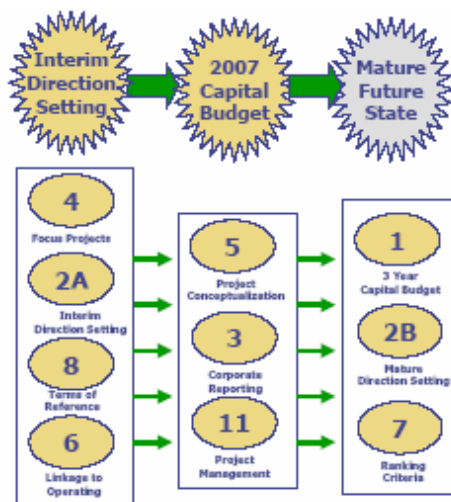 Interim
Direction
Setting
2007
Capital
Budget
Mature
Future
State
4
Focus Projects
2A
Interim
Direction Setting
8
Terms of
Reference
6
Linkage to
Operating
5
Project
Conceptualization
3
Corporate
Reporting
11
Project
Management
1
3 Year
Capital Budget
2B
Mature
Direction Setting
7
Ranking
Criteria